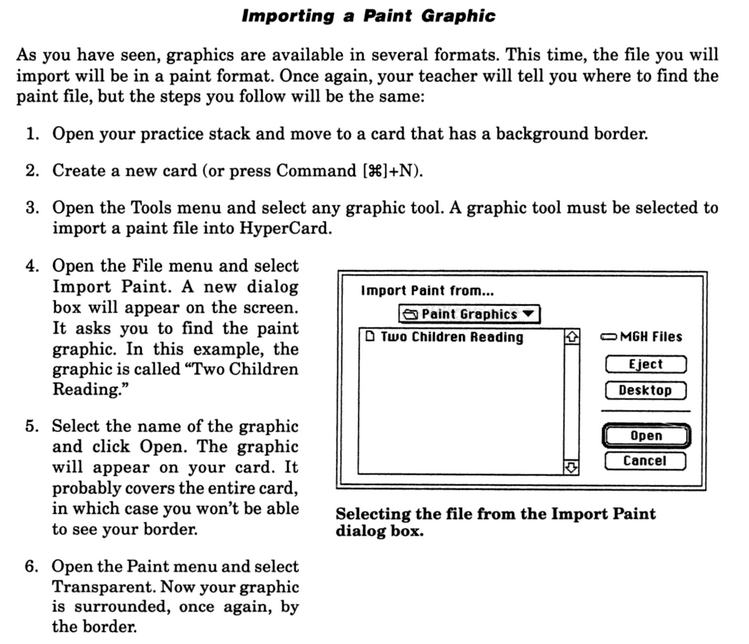 Importing a Paint Graphic
As you have seen, graphics are available in several formats. This time, the file you will
import will be in a paint format. Once again, your teacher will tell you where to find the
paint file, but the steps you follow will be the same:
1. Open your practice stack and move to a card that has a background border.
2. Create a new card (or press Command [⌘]+N).
3. Open the Tools menu and select any graphic tool. A graphic tool must be selected to
import a paint file into HyperCard.
4. Open the File menu and select
Import Paint. A new dialog
box will appear on the screen.
It asks you to find the paint
graphic. In this example, the
graphic is called “Two Children
Reading.”
5. Select the name of the graphic
and click Open. The graphic
will appear on your card. It
probably covers the entire card,
in which case you won’t be able
to see your border.
6. Open the Paint menu and select
Transparent. Now your graphic
is surrounded, once again, by
the border.
Import Paint from...
Paint Graphics
Two Children Reading
MGH Files
Eject
Desktop
Open
Cancel
Selecting the file from the Import Paint
dialog box.